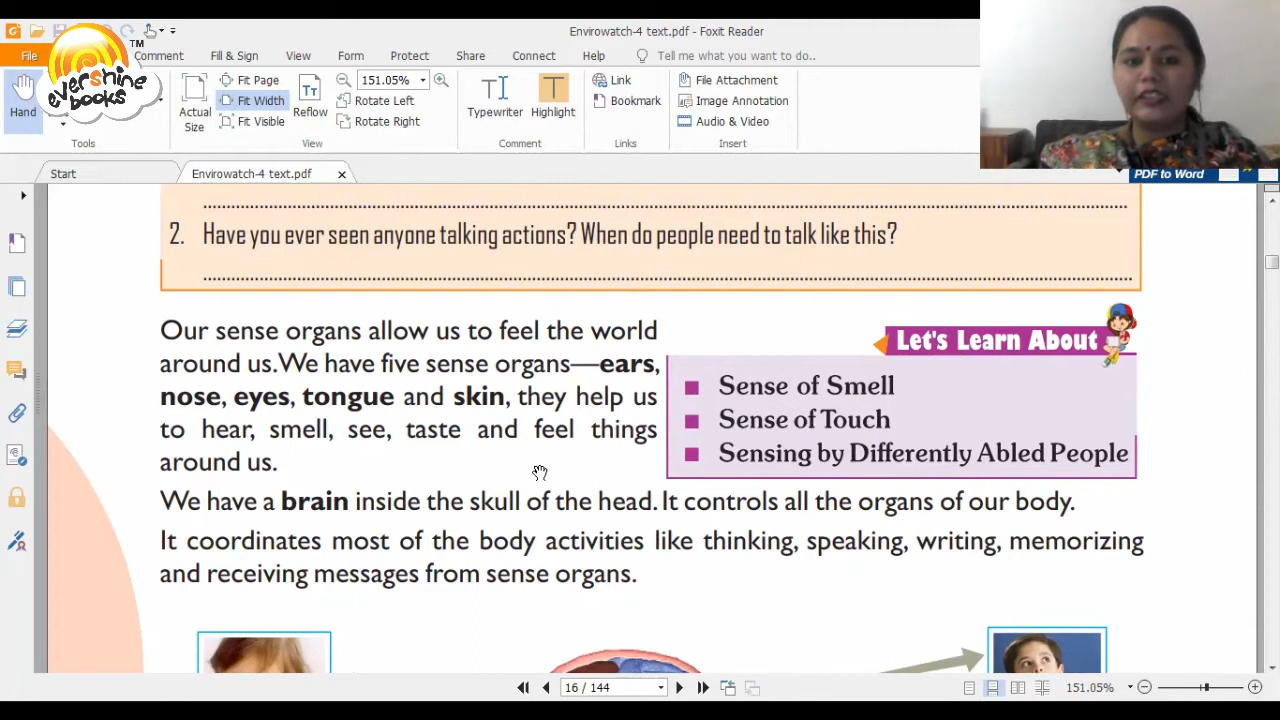 Envirowatch-4 text.pdf - Foxit Reader
TM
evershine
books
File
Comment
Fill & Sign
View
Form
Protect
Share
Connect
Help
Tell me what you want to do..
Hand
Actual
Size
Fit Page
Fit Width
Fit Visible
Reflow
151.05%
Rotate Left
Rotate Right
Typewriter
Highlight
Link
Bookmark
File Attachment
Image Annotation
Audio & Video
Tools
View
Comment
Links
Insert
Start
Envirowatch-4 text.pdf
PDF to Word
2. Have you ever seen anyone talking actions? When do people need to talk like this?
Our sense organs allow us to feel the world
around us. We have five sense organs—ears,
nose, eyes, tongue and skin, they help us
to hear, smell, see, taste and feel things
around us.
Let's Learn About
Sense of Smell
Sense of Touch
Sensing by Differently Abled People
We have a brain inside the skull of the head. It controls all the organs of our body.
It coordinates most of the body activities like thinking, speaking, writing, memorizing
and receiving messages from sense organs.
16 / 144
151.05%